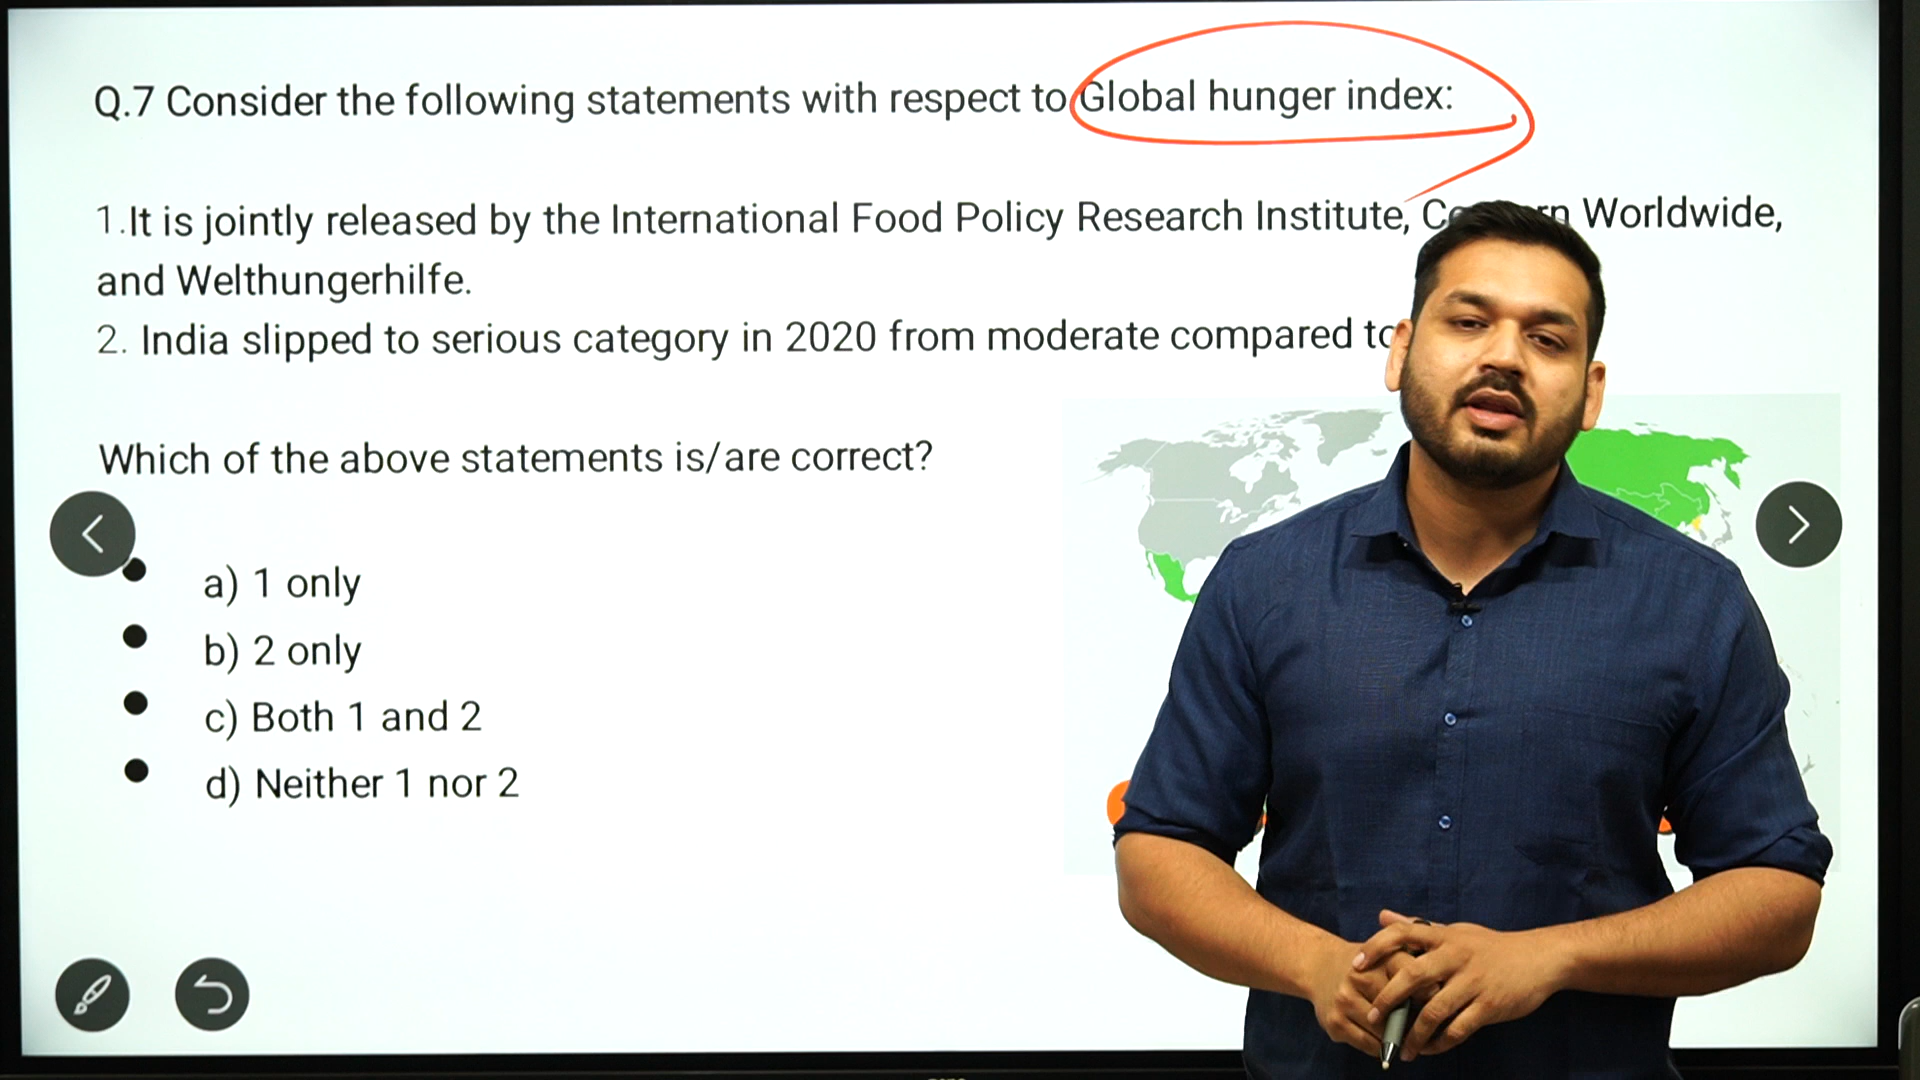 Q.7 Consider the following statements with respect to Global hunger index:
1.It is jointly released by the International Food Policy Research Institute, Worldwide,
and Welthungerhilfe.
2. India slipped to serious category in 2020 from moderate compared to
Which of the above statements is/are correct?
a) 1 only
b) 2 only
c) Both 1 and 2
d) Neither 1 nor 2